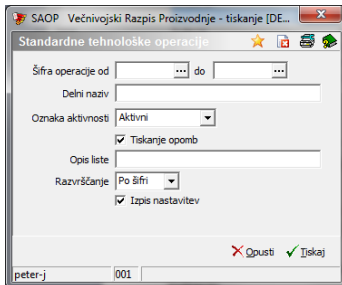 SAOP Večnivojski Razpis Proizvodnje - tiskanje [DE...
Standardne tehnološke operacije
Šifra operacije od ... do ...
Delni naziv
Oznaka aktivnosti Aktivni
Tiskanje opomb
Opis liste
Razvrščanje Po šifri
Izpis nastavitev
Opusti Tiskaj
peter-j 001